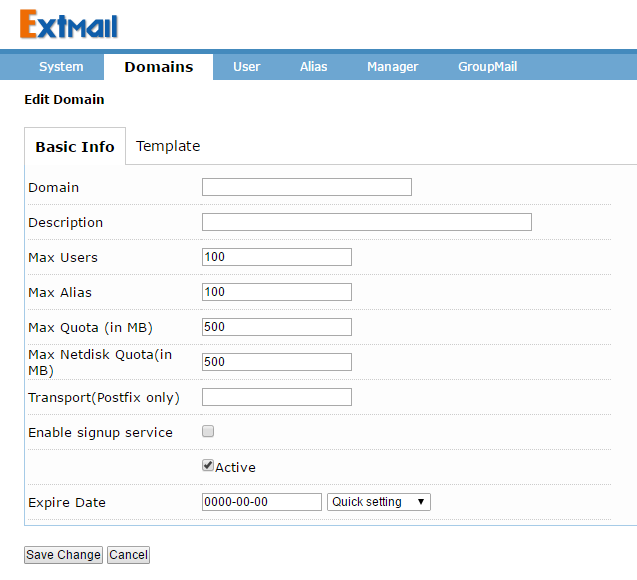 Extmail
System Domains User Alias Manager GroupMail
Edit Domain
Basic Info Template
Domain
Description
Max Users 100
Max Alias 100
Max Quota (in MB) 500
Max Netdisk Quota(in
MB) 500
Transport(Postfix only)
Enable signup service
Active
Expire Date 0000-00-00 Quick setting
Save Change Cancel